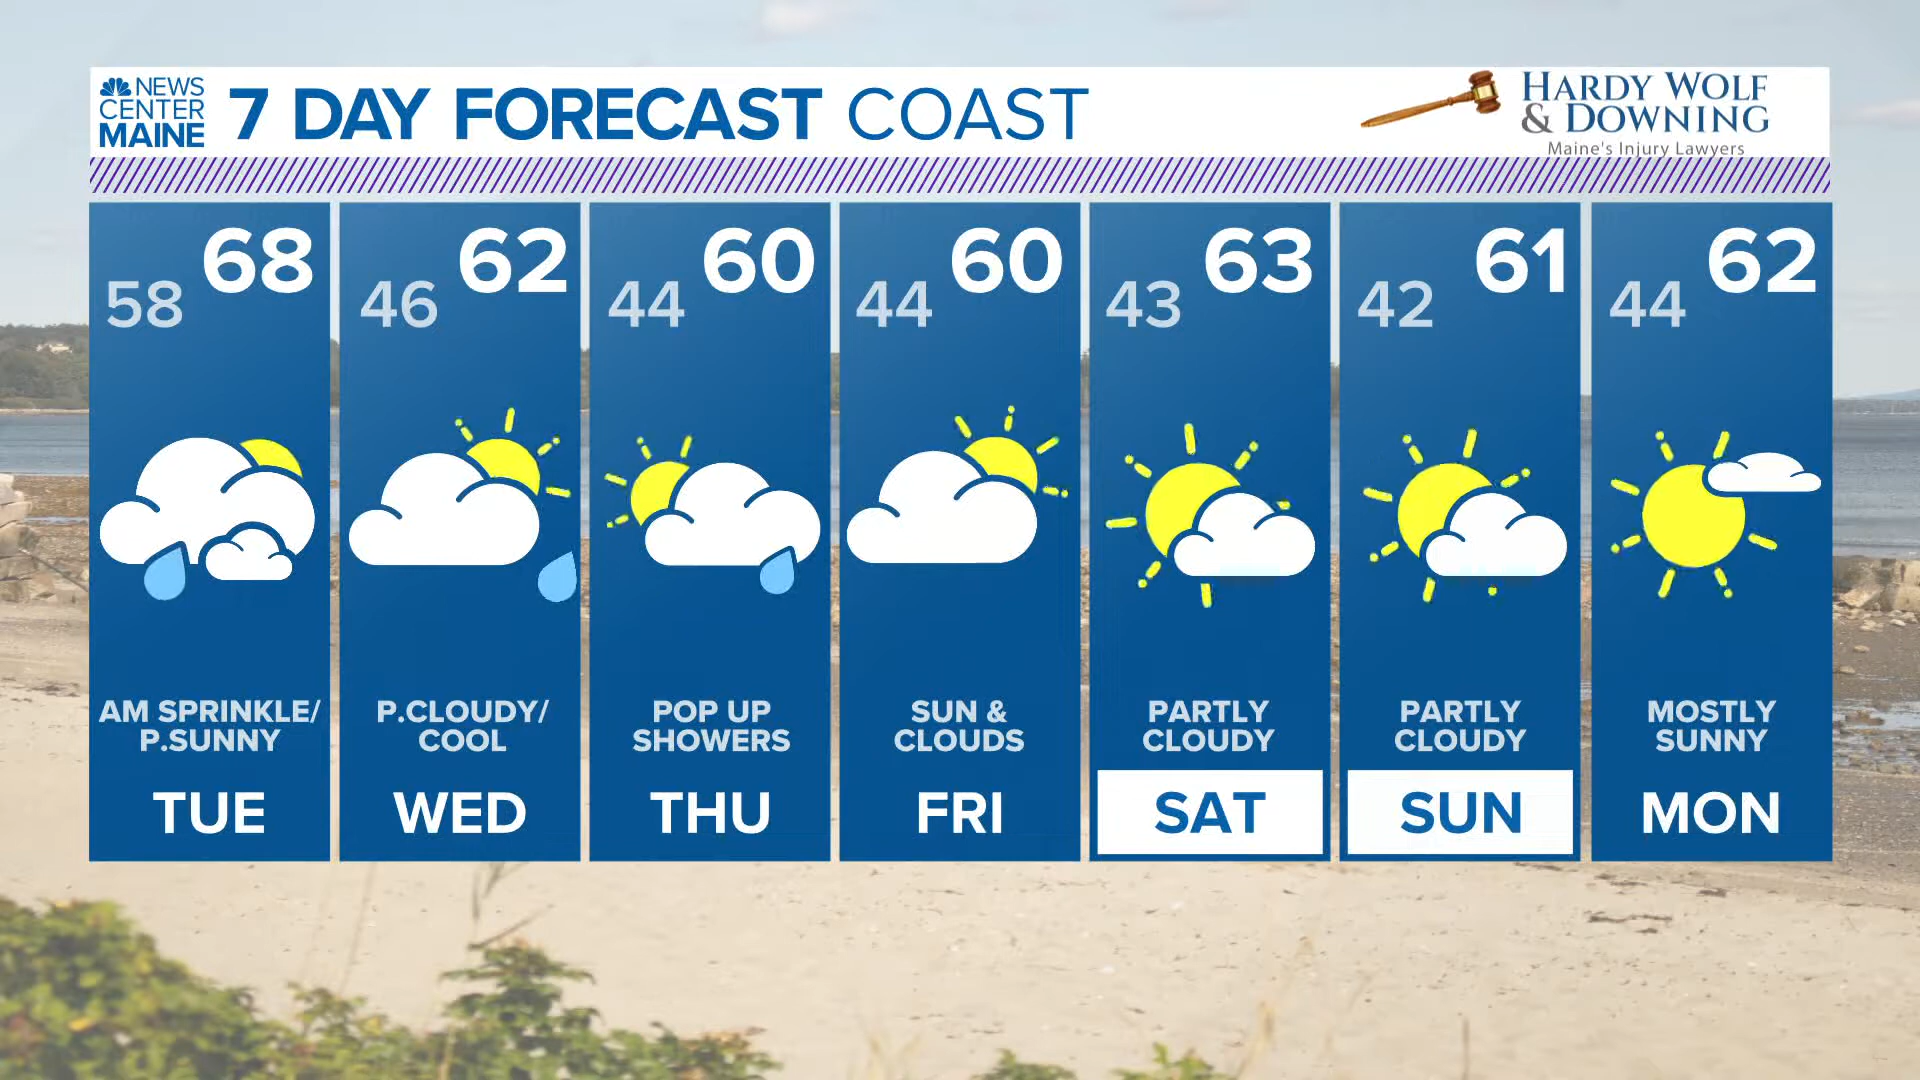 NEWS
CENTER
MAINE
7 DAY FORECAST COAST
HARDY WOLF
& DOWNING
Maine's Injury Lawyers
58 68
46 62
44 60
44 60
43 63
42 61
44 62
AM SPRINKLE/
P.SUNNY
P.CLOUDY/
COOL
POP UP
SHOWERS
SUN &
CLOUDS
PARTLY
CLOUDY
PARTLY
CLOUDY
MOSTLY
SUNNY
TUE
WED
THU
FRI
SAT
SUN
MON